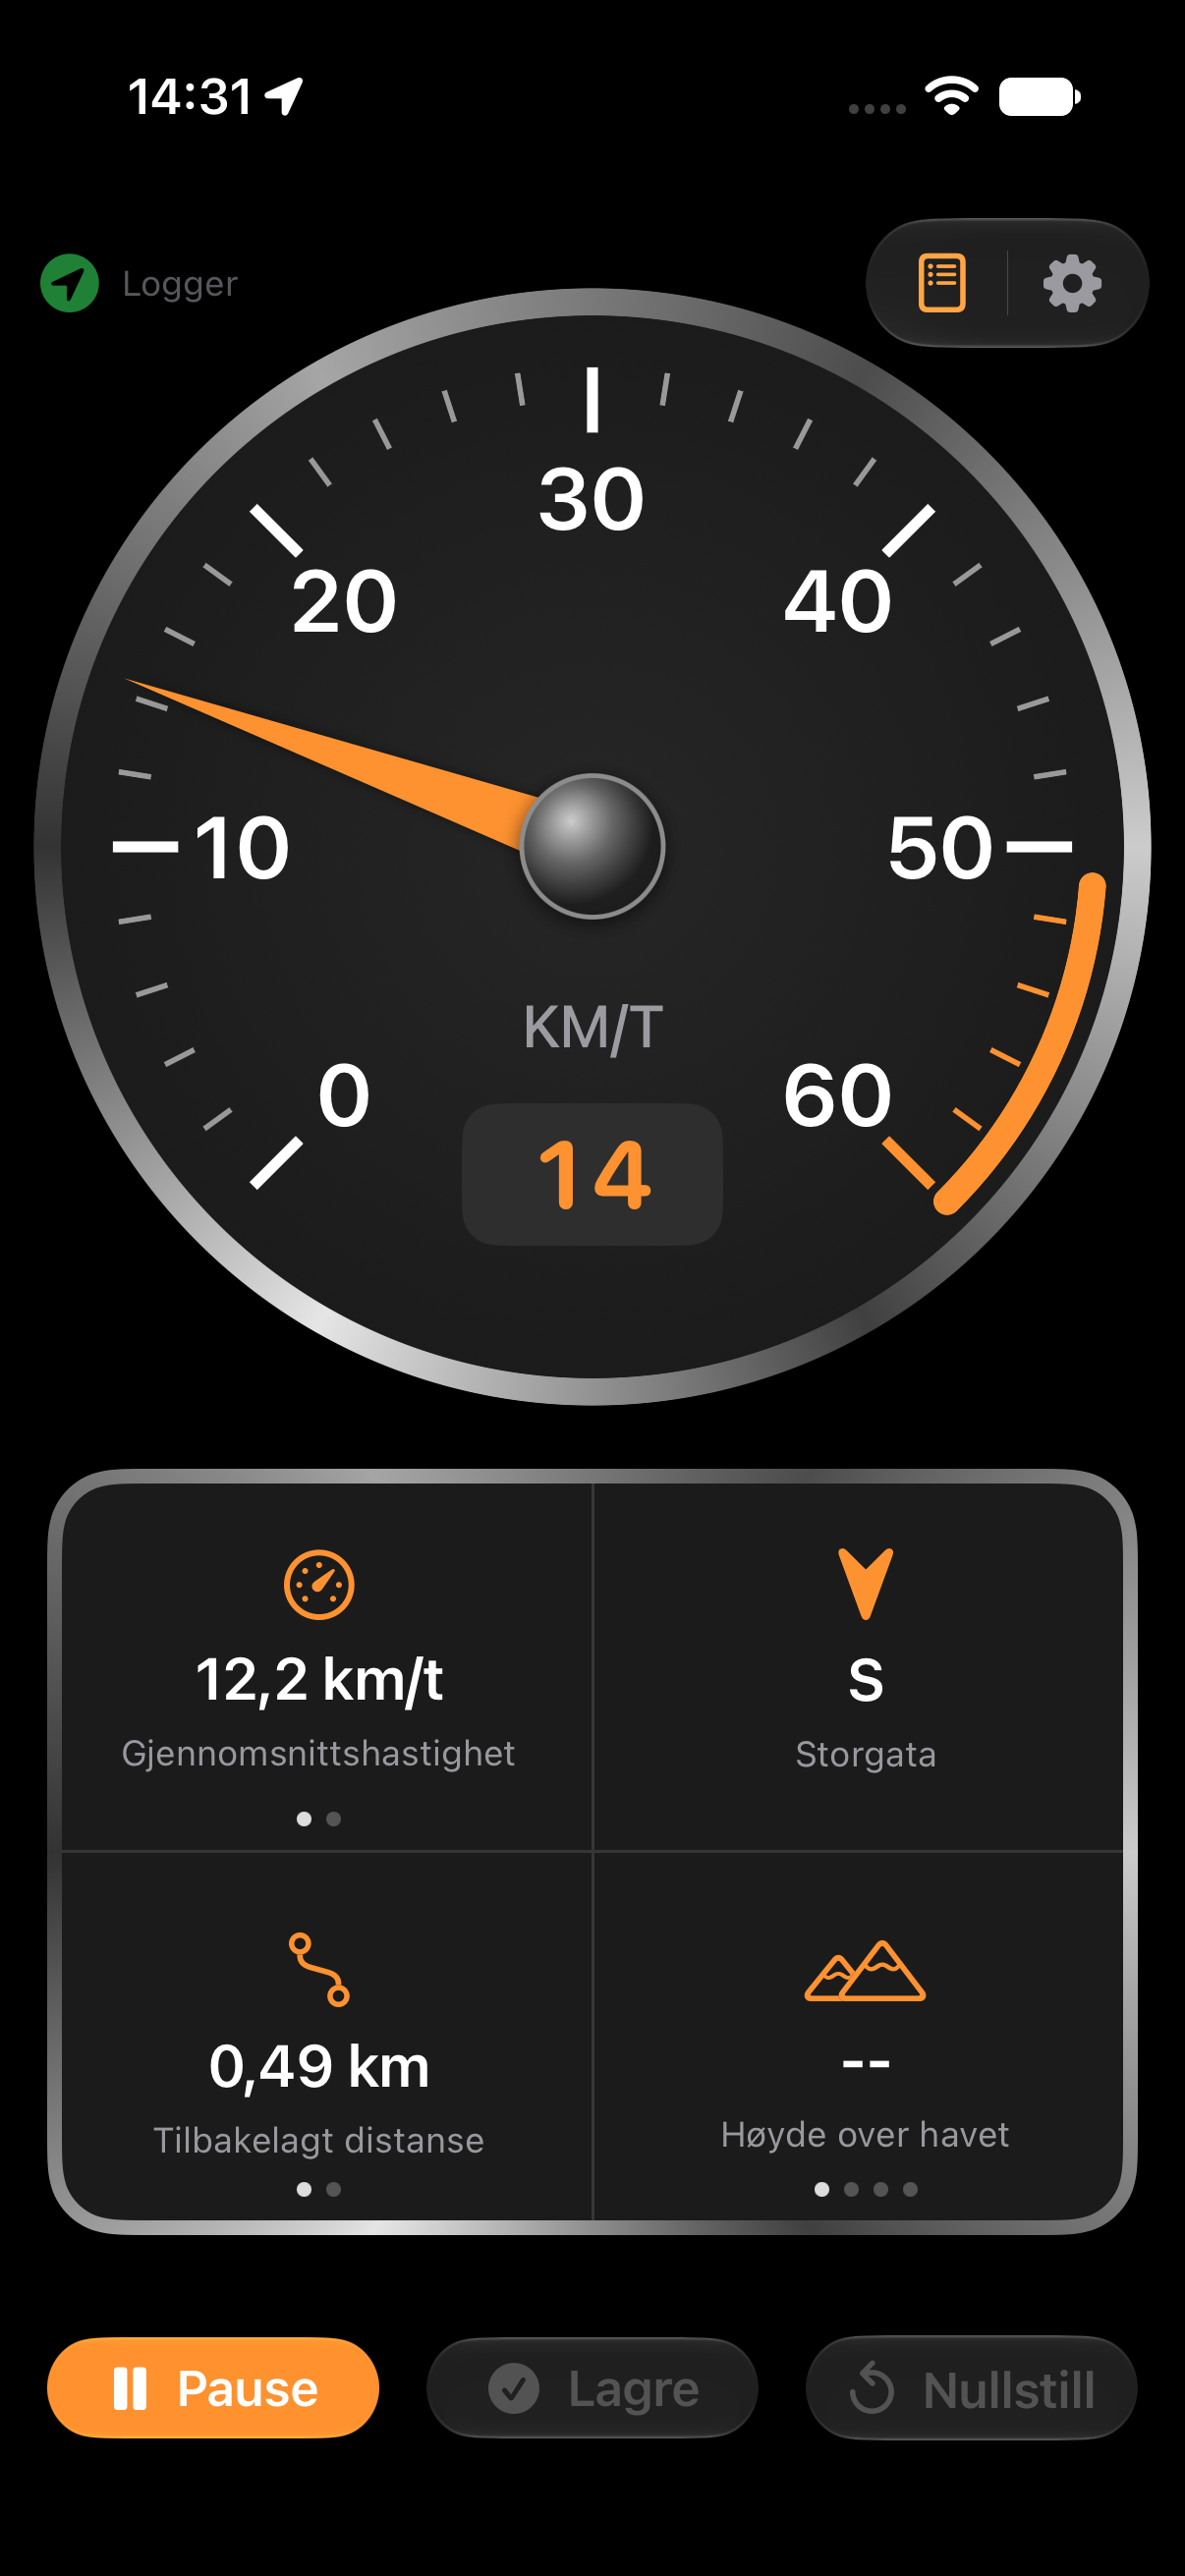 14:31
Logger
30
20
40
10
50
KM/T
0
60
14
12,2 km/t
S
Gjennomsnittshastighet
Storgata
0,49 km
--
Tilbakelagt distanse
Høyde over havet
Pause
Lagre
Nullstill